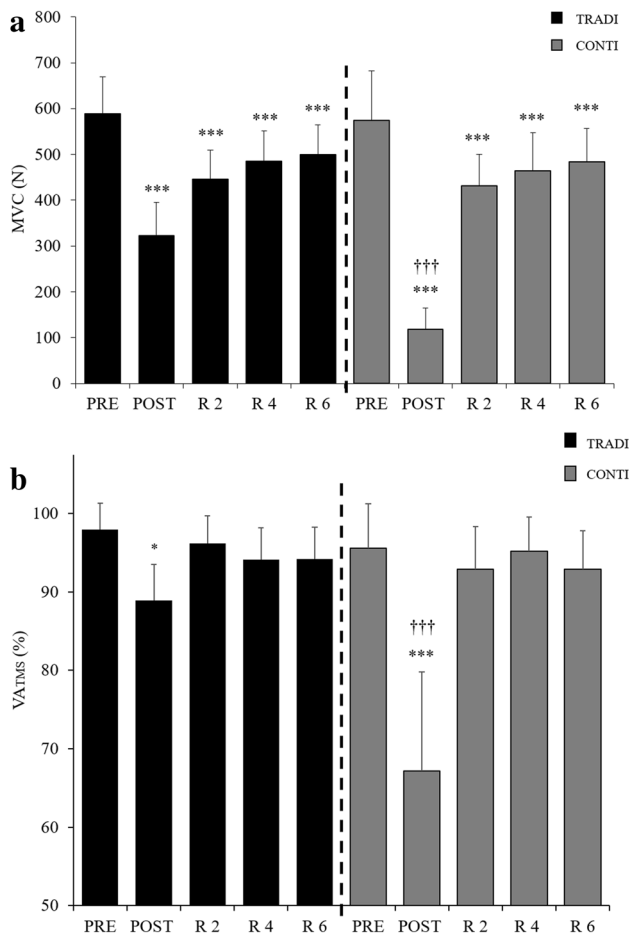 a
TRADI
CONTI
MVC (N)
800
700
600
500
400
300
200
100
0
***
***
***
***
†††
***
***
***
***
PRE POST R 2 R 4 R 6 PRE POST R 2 R 4 R 6
b
TRADI
CONTI
VATMS (%)
100
90
80
70
60
50
*
†††
***
PRE POST R 2 R 4 R 6 PRE POST R 2 R 4 R 6